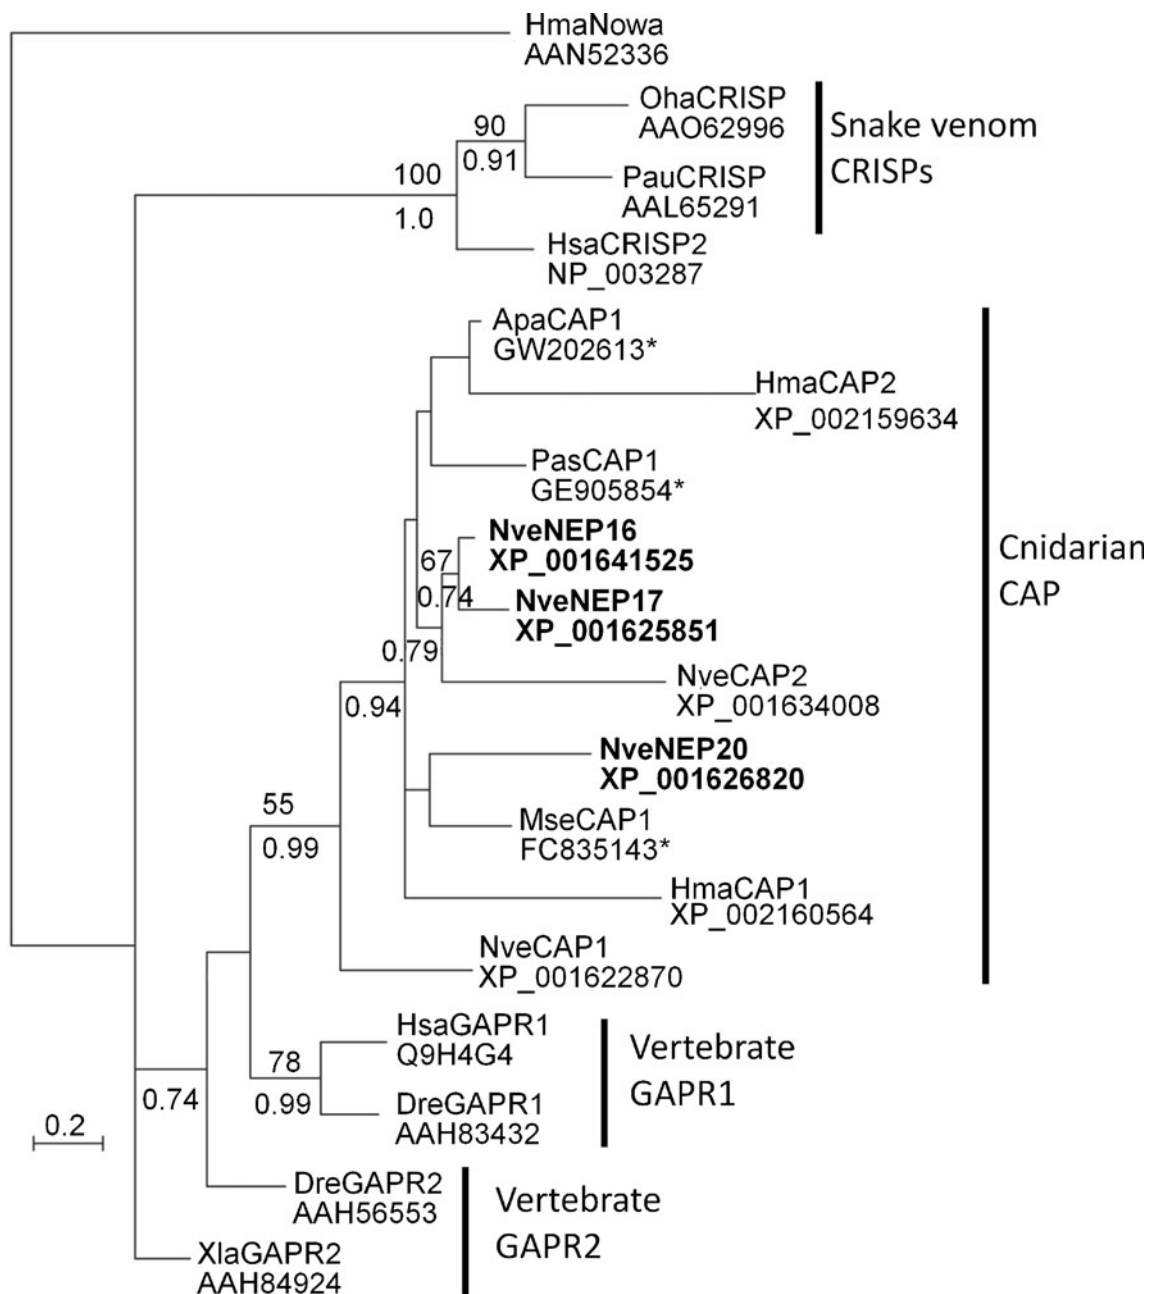 HmaNowa
AAN52336
OhaCRISP
AAO62996
90
0.91
Snake venom
CRISPs
100
1.0
PauCRISP
AAL65291
HsaCRISP2
NP_003287
ApaCAP1
GW202613*
HmaCAP2
XP_002159634
PasCAP1
GE905854*
NveNEP16
XP_001641525
67
0.74
Cnidarian
CAP
NveNEP17
XP_001625851
0.79
NveCAP2
XP_001634008
0.94
NveNEP20
XP_001626820
55
0.99
MseCAP1
FC835143*
HmaCAP1
XP_002160564
NveCAP1
XP_001622870
HsaGAPR1
Q9H4G4
78
0.99
Vertebrate
GAPR1
0.74
DreGAPR1
AAH83432
0.2
DreGAPR2
AAH56553
Vertebrate
GAPR2
XlaGAPR2
AAH84924